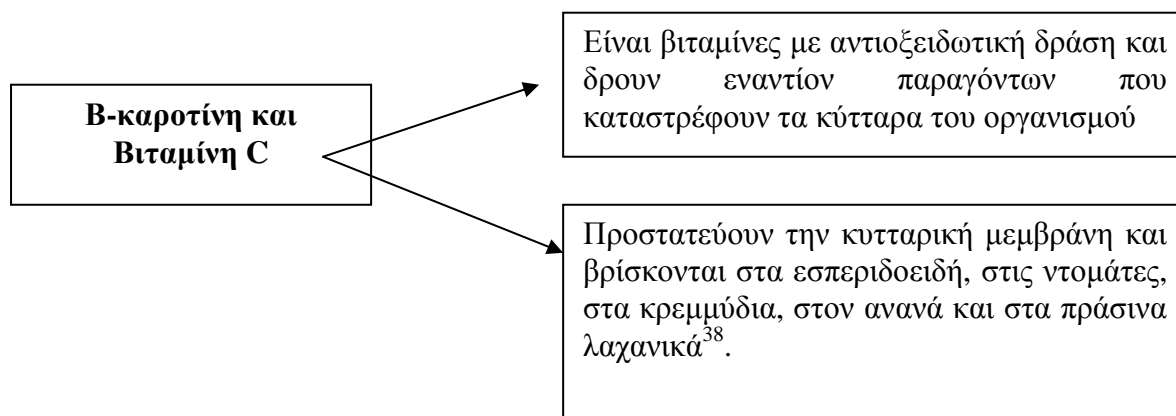 Β-καροτίνη και
Βιταμίνη C
Είναι βιταμίνες με αντιοξειδωτική δράση και
δρουν εναντίον παραγόντων που
καταστρέφουν τα κύτταρα του οργανισμού
Προστατεύουν την κυτταρική μεμβράνη και
βρίσκονται στα εσπεριδοειδή, στις ντομάτες,
στα κρεμμύδια, στον ανανά και στα πράσινα
λαχανικά³⁸.